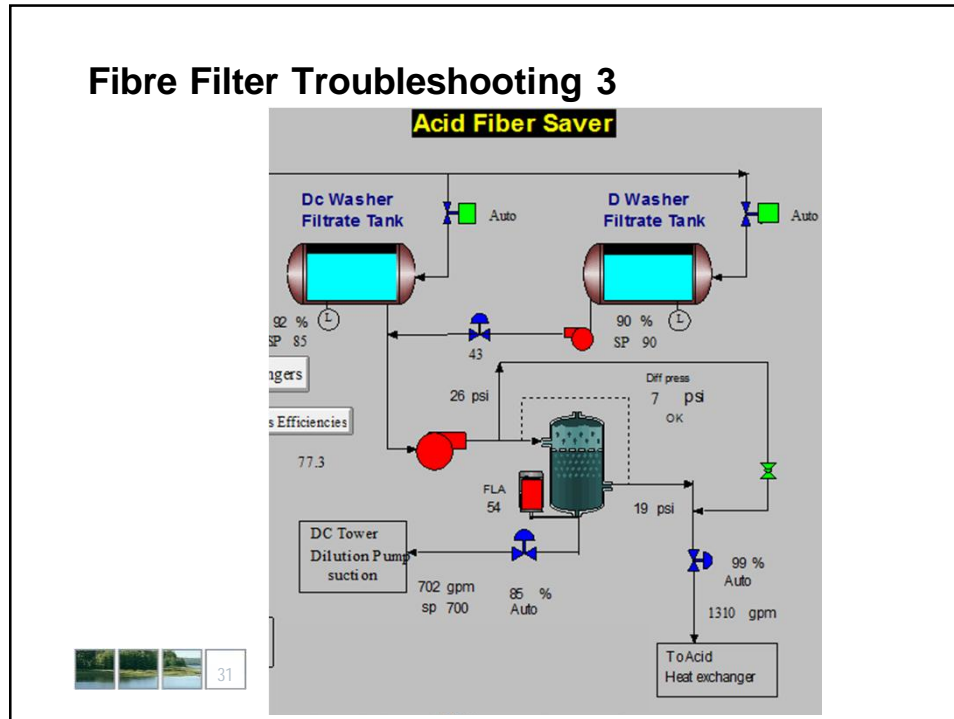 Fibre Filter Troubleshooting 3
Acid Fiber Saver
Dc Washer
Filtrate Tank
Auto
D Washer
Filtrate Tank
Auto
92 %
L
SP 85
90 %
L
SP 90
43
ngers
26 psi
Diff press
7 psi
OK
s Efficiencies
77.3
FLA
54
19 psi
DC Tower
Dilution Pump
suction
702 gpm
sp 700
85 %
Auto
99 %
Auto
1310 gpm
To Acid
Heat exchanger
31